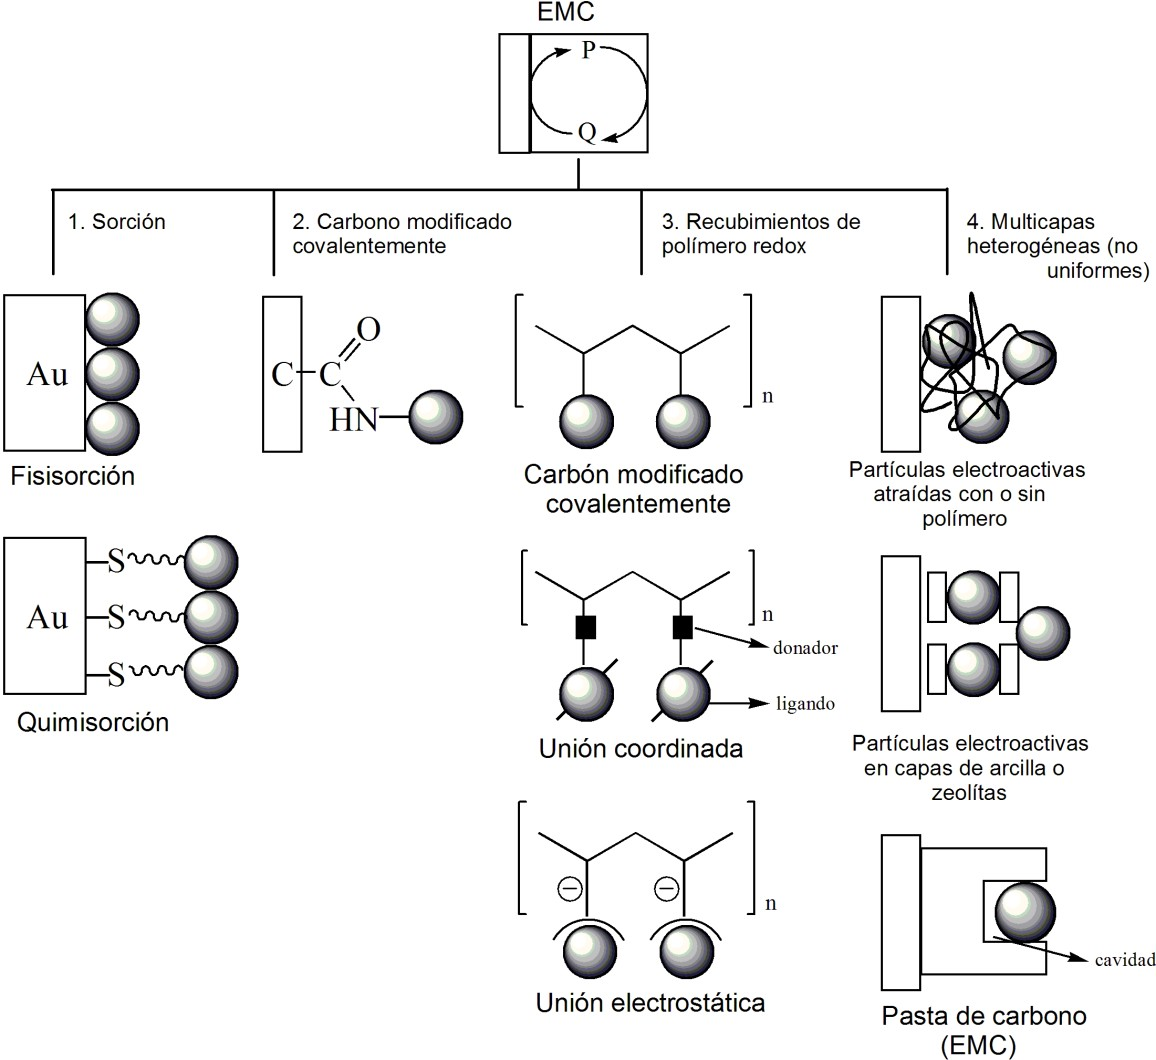 EMC
P
Q
1. Sorción
2. Carbono modificado
covalentemente
3. Recubimientos de
polímero redox
4. Multicapas
heterogéneas (no
uniformes)
Au
Fisisorción
Au
S
S
S
Quimisorción
C
C
O
HN
n
Carbón modificado
covalentemente
n
donador
ligando
Unión coordinada
−
−
n
Unión electrostática
Partículas electroactivas
atraídas con o sin
polímero
Partículas electroactivas
en capas de arcilla o
zeolítas
cavidad
Pasta de carbono
(EMC)